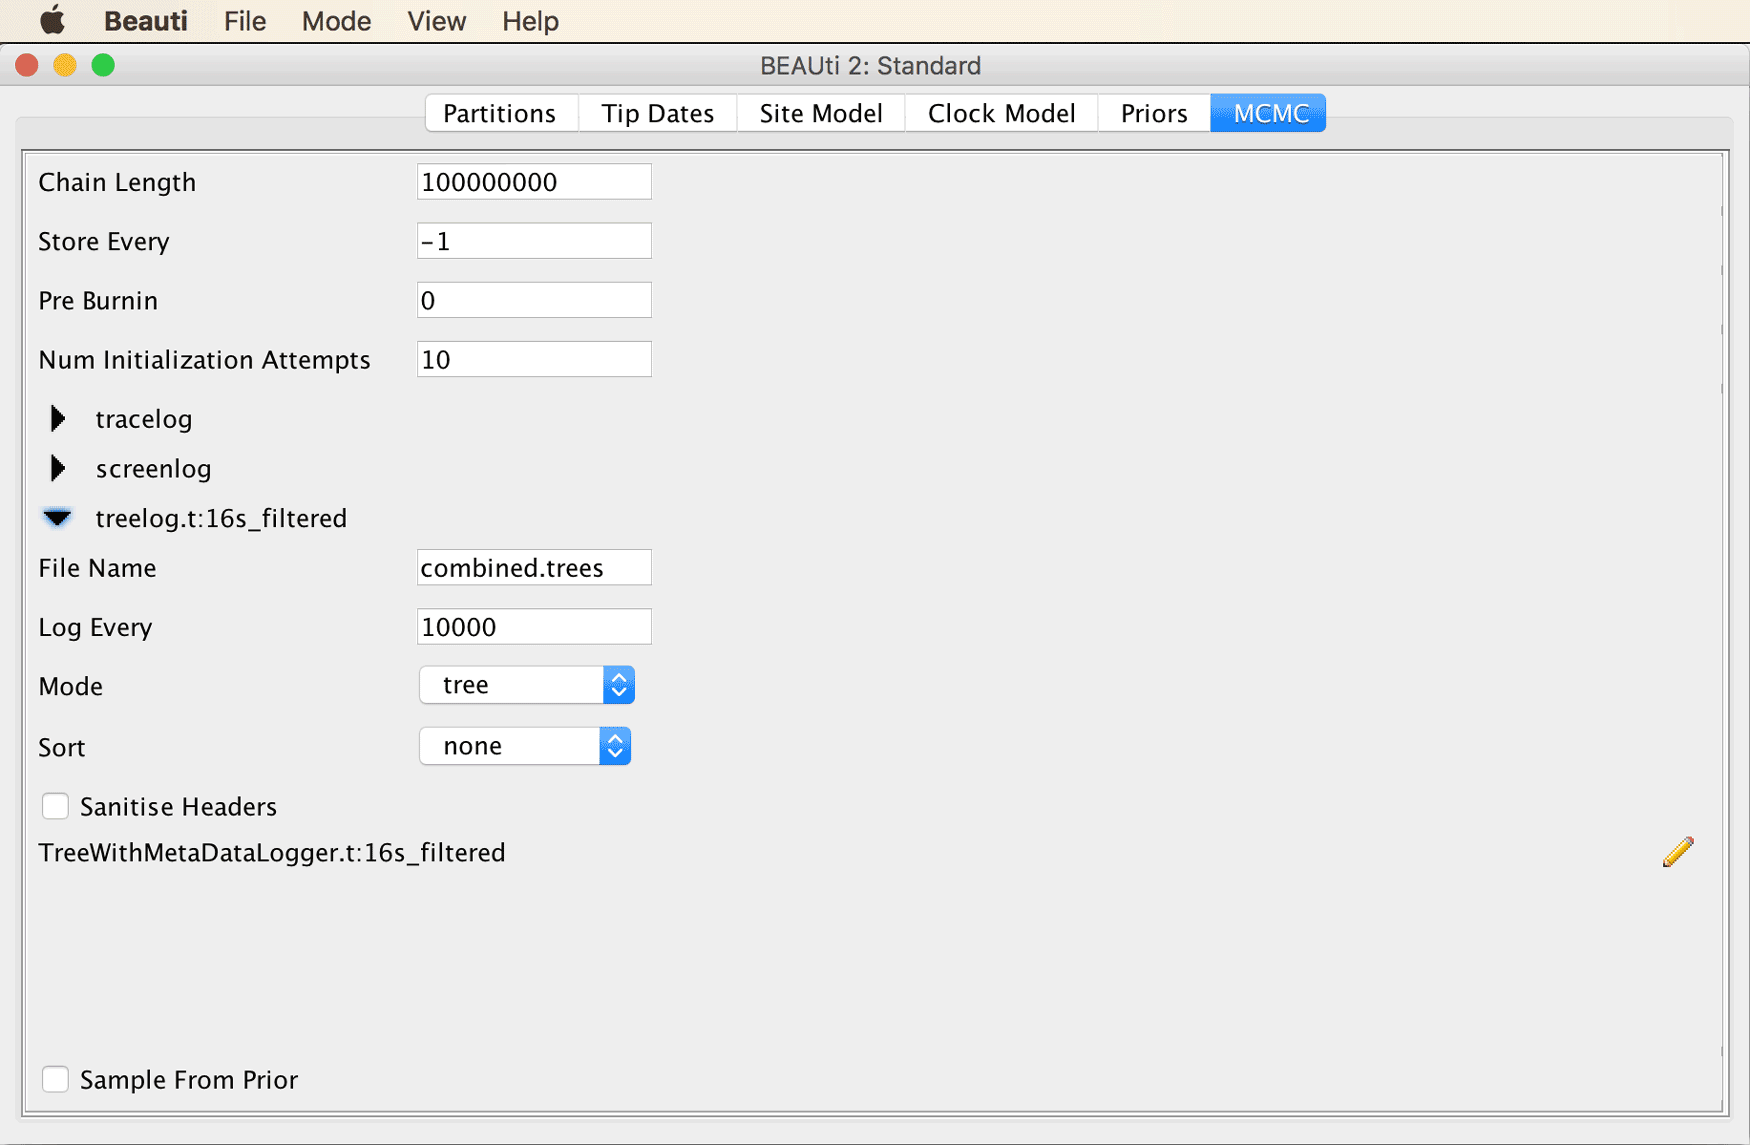 Beauti File Mode View Help
BEAUti 2: Standard
Partitions Tip Dates Site Model Clock Model Priors MCMC
Chain Length 100000000
Store Every -1
Pre Burnin 0
Num Initialization Attempts 10
tracelog
screenlog
treelog.t:16s_filtered
File Name combined.trees
Log Every 10000
Mode tree
Sort none
Sanitise Headers
TreeWithMetaDataLogger.t:16s_filtered
Sample From Prior